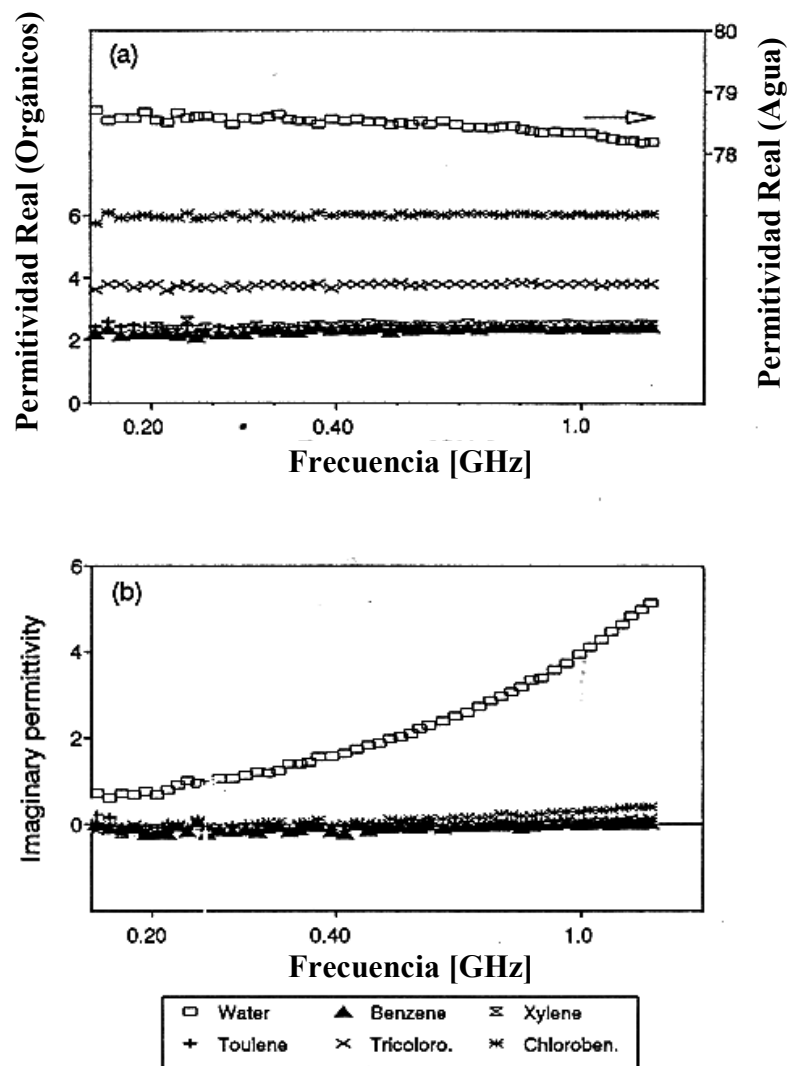 (a)
80
79
78
6
4
2
0
0.20
0.40
1.0
Permitividad Real (Orgánicos)
Permitividad Real (Agua)
Frecuencia [GHz]
(b)
6
4
2
0
0.20
0.40
1.0
Imaginary permittivity
Frecuencia [GHz]
Water
Benzene
Xylene
Toulene
Tricoloro.
Chloroben.